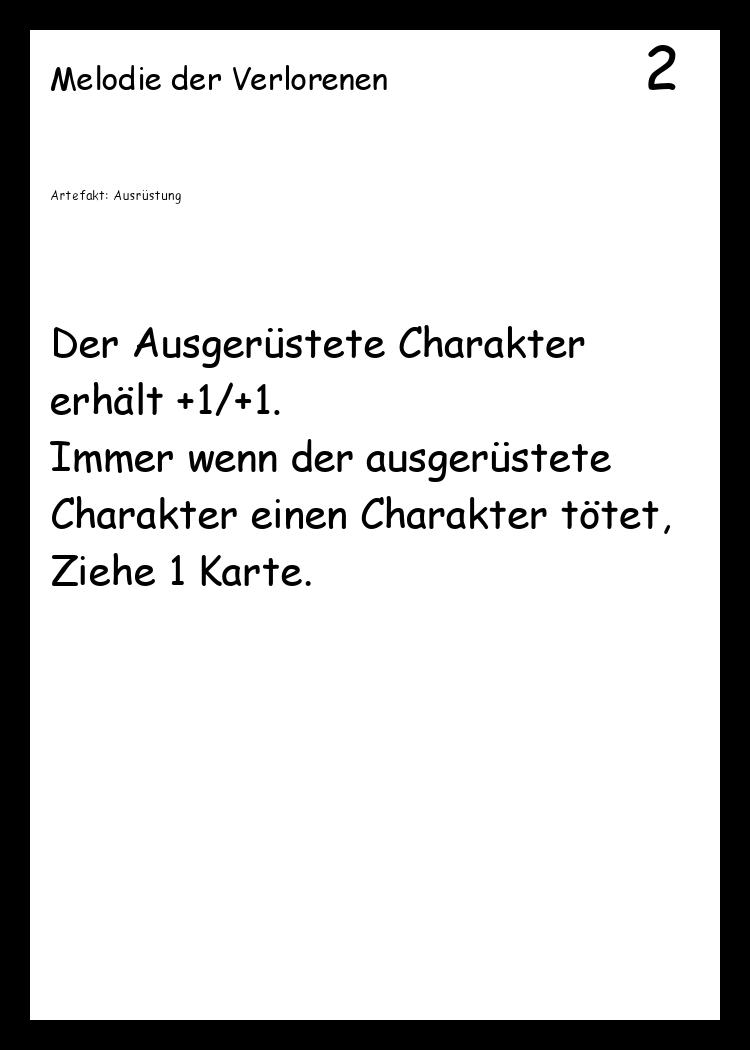 Melodie der Verlorenen
2
Artefakt: Ausrüstung
Der Ausgerüstete Charakter
erhält +1/+1.
Immer wenn der ausgerüstete
Charakter einen Charakter tötet,
Ziehe 1 Karte.